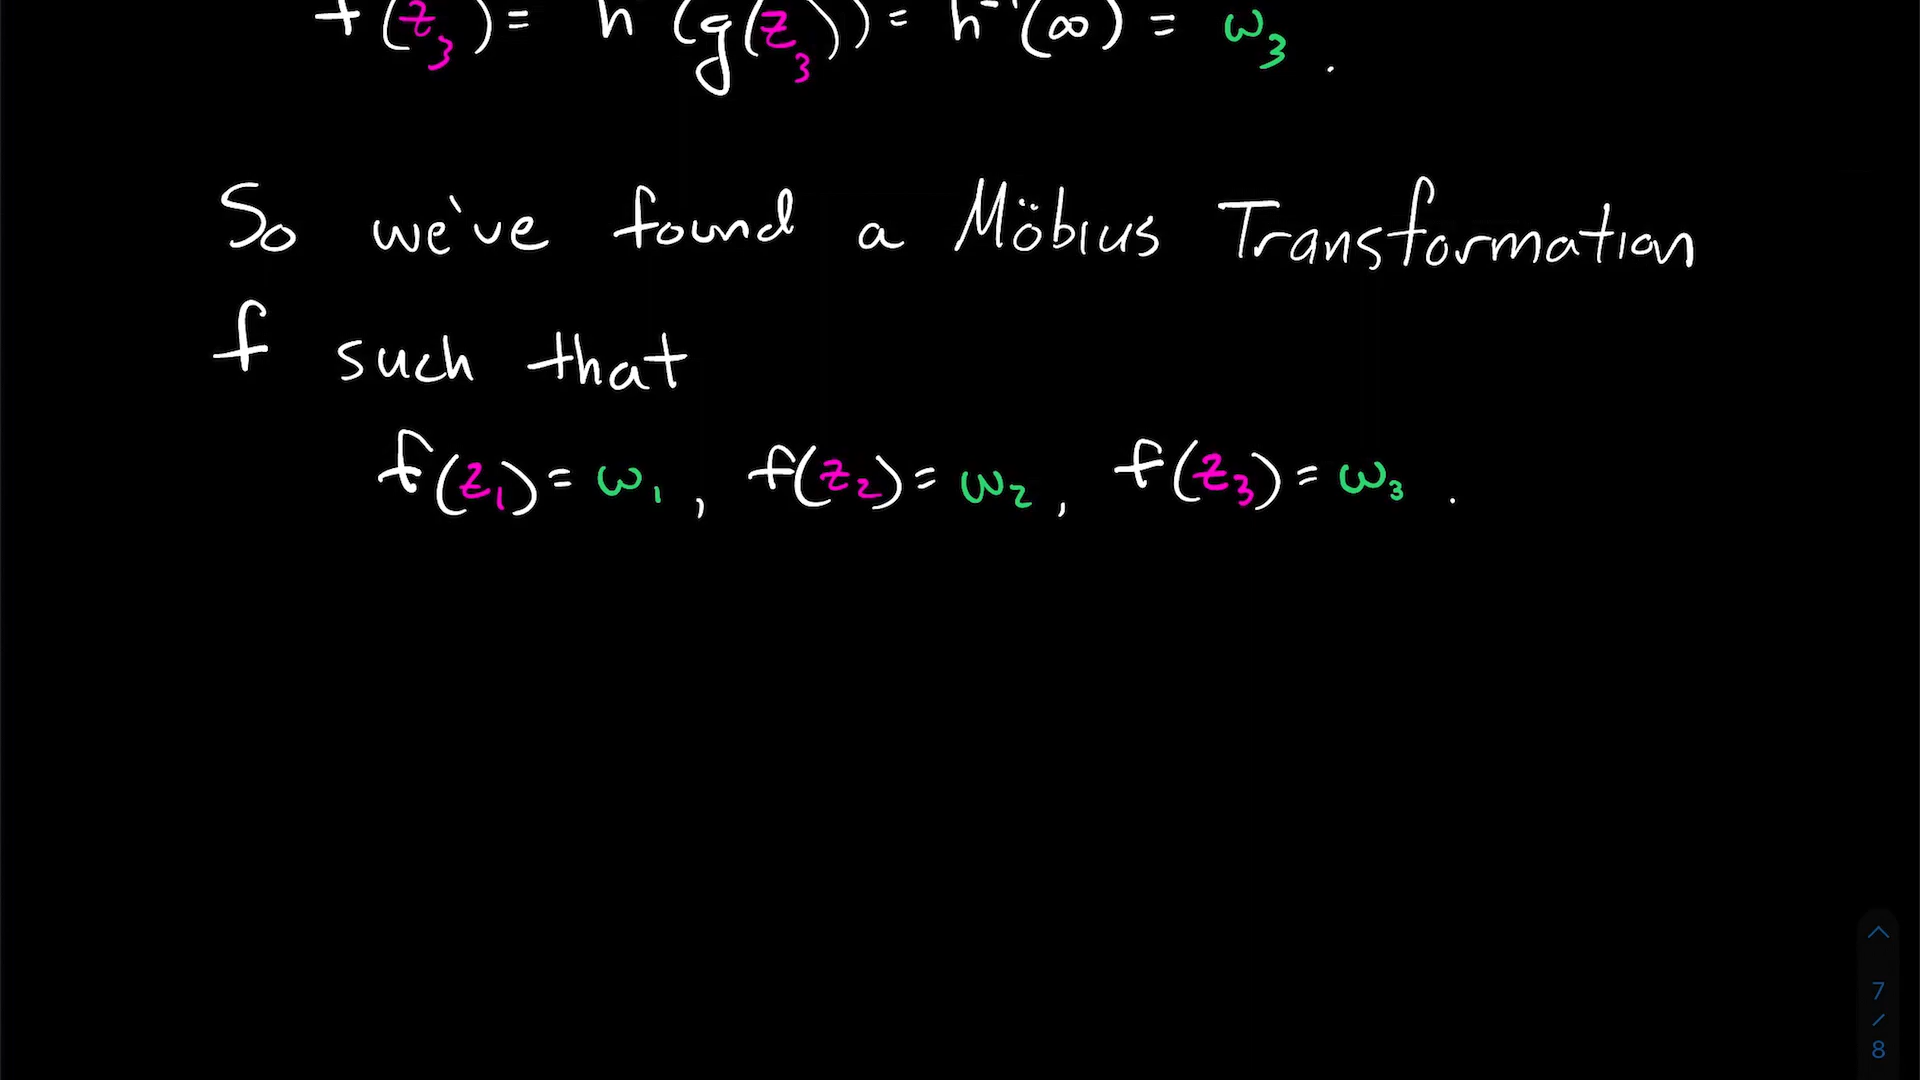 f(z₃) = h⁻¹(g(z₃)) = h⁻¹(∞) = ω₃ .
So we've found a Möbius Transformation
f such that
f(z₁) = ω₁ , f(z₂) = ω₂ , f(z₃) = ω₃ .
7
/
8